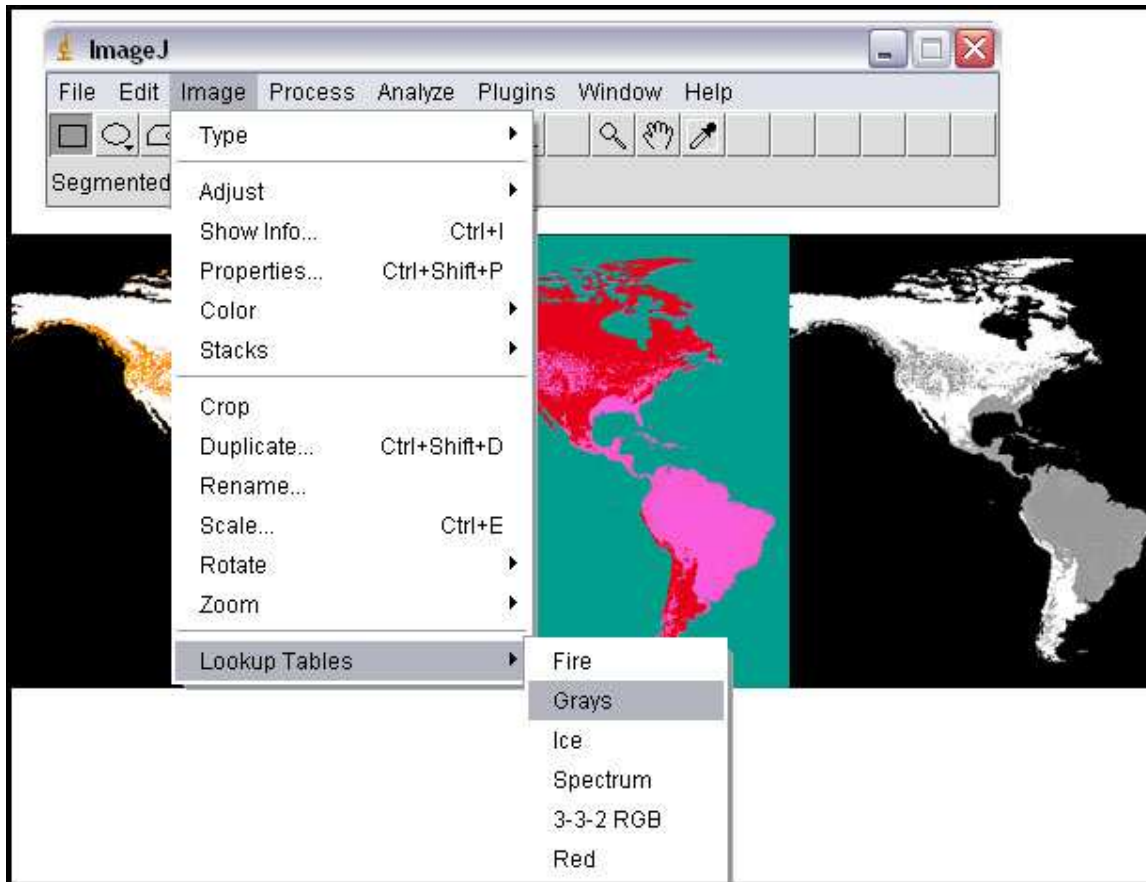 ImageJ
File Edit Image Process Analyze Plugins Window Help
Segmented
Type
Adjust
Show Info... Ctrl+I
Properties... Ctrl+Shift+P
Color
Stacks
Crop
Duplicate... Ctrl+Shift+D
Rename...
Scale... Ctrl+E
Rotate
Zoom
Lookup Tables
Fire
Grays
Ice
Spectrum
3-3-2 RGB
Red